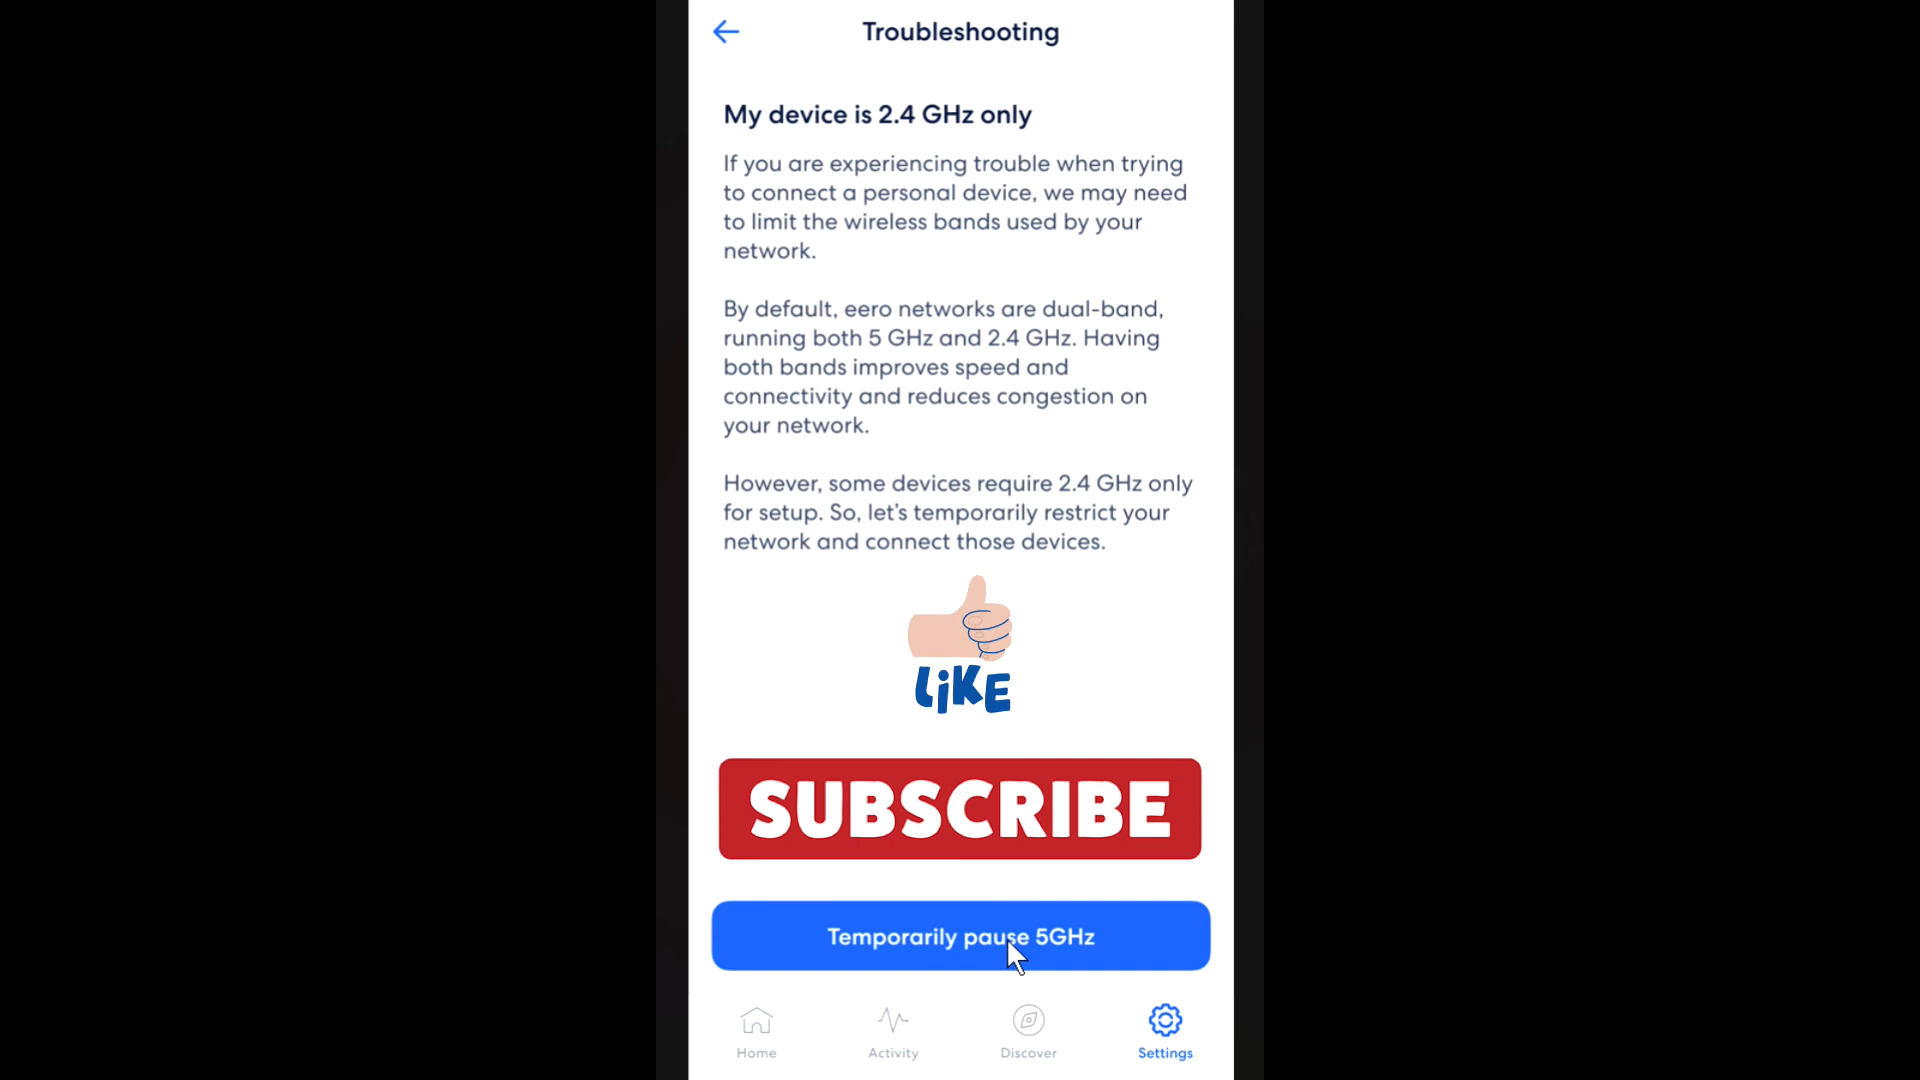 Troubleshooting
My device is 2.4 GHz only
If you are experiencing trouble when trying
to connect a personal device, we may need
to limit the wireless bands used by your
network.
By default, eero networks are dual-band,
running both 5 GHz and 2.4 GHz. Having
both bands improves speed and
connectivity and reduces congestion on
your network.
However, some devices require 2.4 GHz only
for setup. So, let's temporarily restrict your
network and connect those devices.
LiKE
SUBSCRIBE
Temporarily pause 5GHz
Home
Activity
Discover
Settings